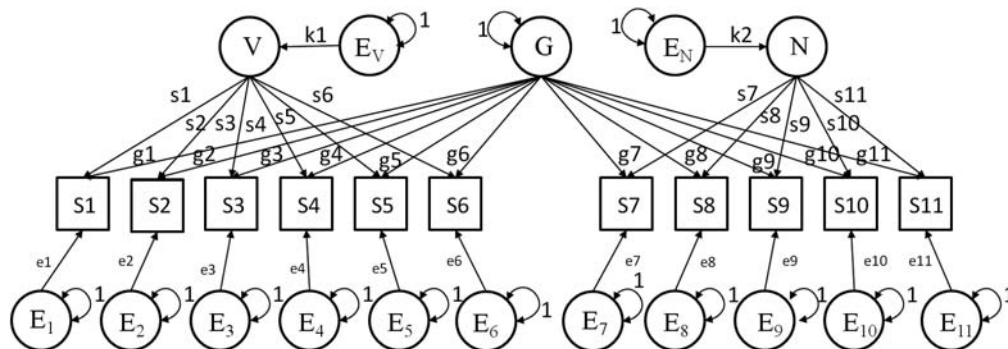 1 V k1 E_V 1 1 G 1 E_N k2 N
s1 s2 s3 s4 s5 s6 s7 s8 s9 s10 s11
g1 g2 g3 g4 g5 g6 g7 g8 g9 g10 g11
S1 S2 S3 S4 S5 S6 S7 S8 S9 S10 S11
e1 e2 e3 e4 e5 e6 e7 e8 e9 e10 e11
E1 1 E2 1 E3 1 E4 1 E5 1 E6 1 E7 1 E8 1 E9 1 E10 1 E11 1